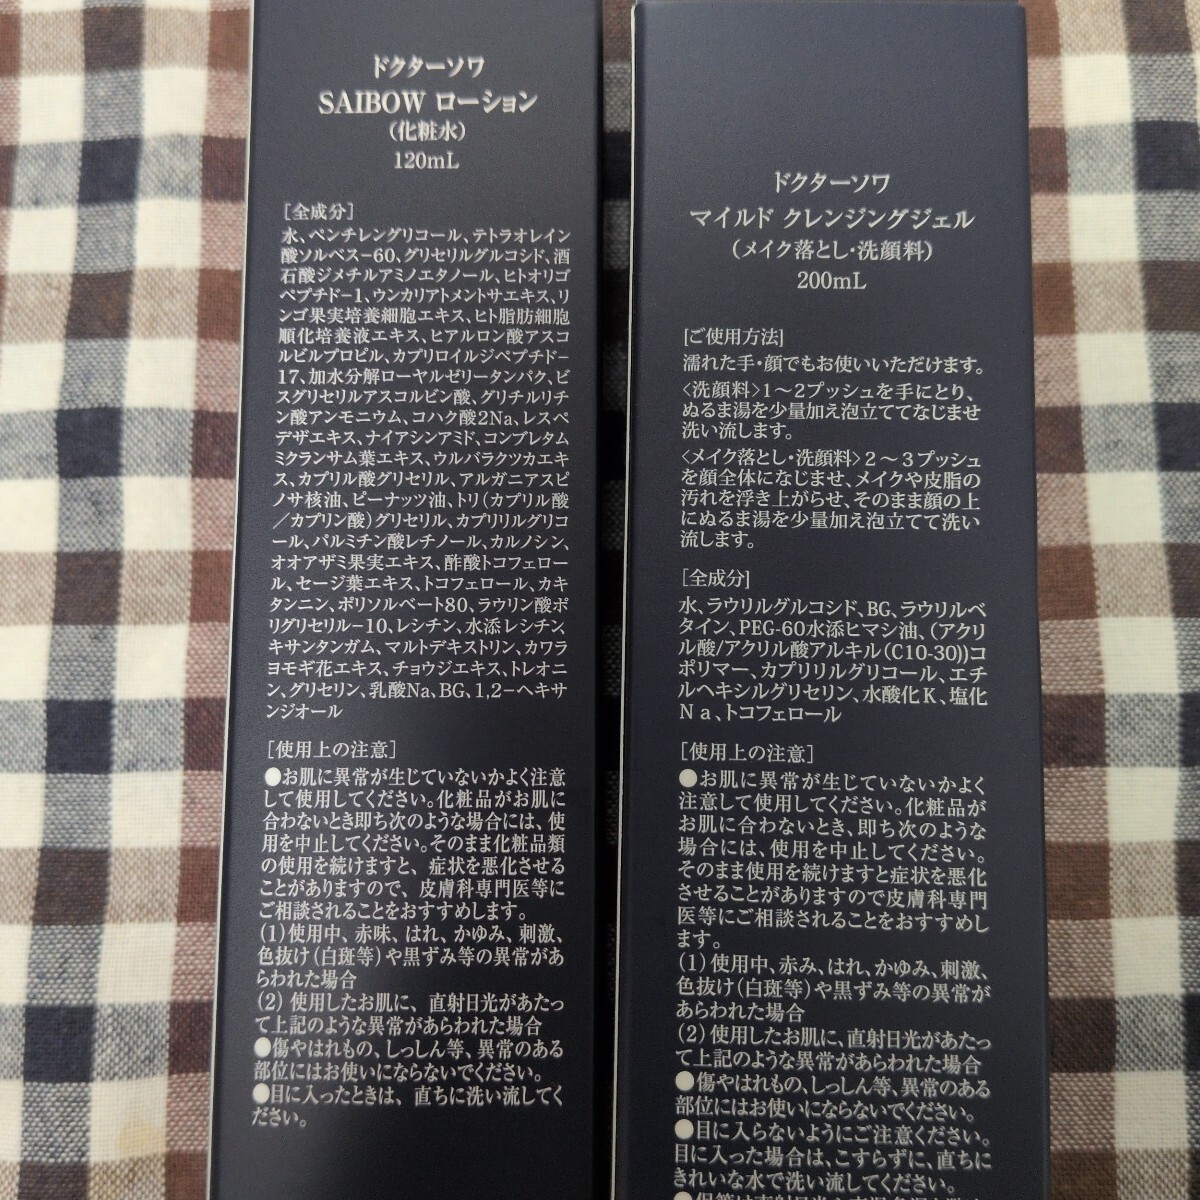 ドクターソワ
SAIBOW ローション
(化粧水)
120mL
[全成分]
水、ペンチレングリコール、テトラオレイン
酸ソルベス-60、グリセリルグルコシド、酒
石酸ジメチルアミノエタノール、ヒトオリゴ
ペプチド-1、ウンカリアトメントサエキス、リ
ンゴ果実培養細胞エキス、ヒト脂肪細胞
順化培養液エキス、ヒアルロン酸アスコ
ルビルプロピル、カプリロイルジペプチド-
17、加水分解ローヤルゼリータンパク、ビ
スグリセリルアスコルビン酸、グリチルリチ
ン酸アンモニウム、コハク酸2Na、レスペ
デザエキス、ナイアシンアミド、コンブレタム
ミクランサム葉エキス、ウルバラクツカエキ
ス、カプリル酸グリセリル、アルガニアスピ
ノサ核油、ピーナッツ油、トリ(カプリル酸
/カプリン酸)グリセリル、カプリリルグリコ
ール、パルミチン酸レチノール、カルノシン、
オオアザミ果実エキス、酢酸トコフェロー
ル、セージ葉エキス、トコフェロール、カキ
タンニン、ポリソルベート80、ラウリン酸ポ
リグリセリル-10、レシチン、水添レシチン、
キサンタンガム、マルトデキストリン、カワラ
ヨモギ花エキス、チョウジエキス、トレオニ
ン、グリセリン、乳酸Na、BG、1,2-ヘキサ
ンジオール
[使用上の注意]
●お肌に異常が生じていないかよく注意
して使用してください。化粧品がお肌に
合わないとき即ち次のような場合には、使
用を中止してください。そのまま化粧品類
の使用を続けますと、症状を悪化させる
ことがありますので、皮膚科専門医等に
ご相談されることをおすすめします。
(1)使用中、赤味、はれ、かゆみ、刺激、
色抜け(白斑等)や黒ずみ等の異常があ
らわれた場合
(2) 使用したお肌に、直射日光があたっ
て上記のような異常があらわれた場合
●傷やはれもの、しっしん等、異常のある
部位にはお使いにならないでください。
●目に入ったときは、直ちに洗い流してく
ださい。
ドクターソワ
マイルド クレンジングジェル
(メイク落とし・洗顔料)
200mL
[ご使用方法]
濡れた手・顔でもお使いいただけます。
〈洗顔料〉1〜2プッシュを手にとり、
ぬるま湯を少量加え泡立ててなじませ
洗い流します。
〈メイク落とし・洗顔料〉2〜3プッシュ
を顔全体になじませ、メイクや皮脂の
汚れを浮き上がらせ、そのまま顔の上
にぬるま湯を少量加え泡立てて洗い
流します。
[全成分]
水、ラウリルグルコシド、BG、ラウリルベ
タイン、PEG-60水添ヒマシ油、(アクリ
ル酸/アクリル酸アルキル(C10-30))コ
ポリマー、カプリリルグリコール、エチ
ルヘキシルグリセリン、水酸化K、塩化
Na、トコフェロール
[使用上の注意]
●お肌に異常が生じていないかよく
注意して使用してください。化粧品が
お肌に合わないとき、即ち次のような
場合には、使用を中止してください。
そのまま使用を続けますと症状を悪化
させることがありますので皮膚科専門
医等にご相談されることをおすすめし
ます。
(1) 使用中、赤み、はれ、かゆみ、刺激、
色抜け(白斑等)や黒ずみ等の異常が
あらわれた場合
(2) 使用したお肌に、直射日光があたっ
て上記のような異常があらわれた場合
●傷やはれもの、しっしん等、異常のある
部位にはお使いにならないでください。
●目に入らないようにご注意ください。
目に入った場合は、こすらずに、直ちに
きれいな水で洗い流してください。